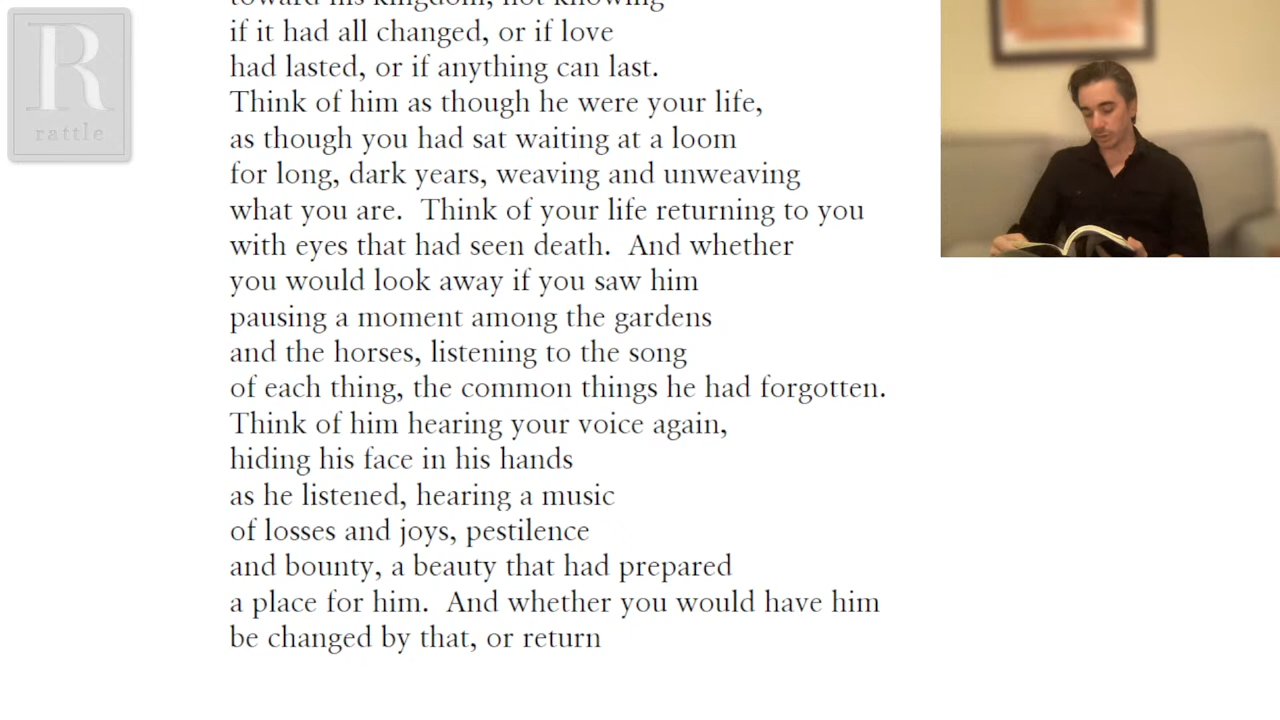 toward his kingdom, not knowing
if it had all changed, or if love
had lasted, or if anything can last.
Think of him as though he were your life,
as though you had sat waiting at a loom
for long, dark years, weaving and unweaving
what you are.  Think of your life returning to you
with eyes that had seen death.  And whether
you would look away if you saw him
pausing a moment among the gardens
and the horses, listening to the song
of each thing, the common things he had forgotten.
Think of him hearing your voice again,
hiding his face in his hands
as he listened, hearing a music
of losses and joys, pestilence
and bounty, a beauty that had prepared
a place for him.  And whether you would have him
be changed by that, or return
R
rattle